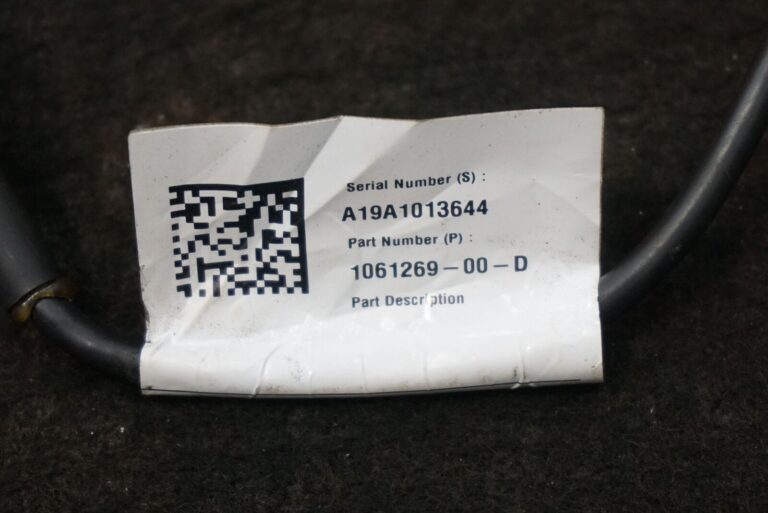 Serial Number (S) :
A19A1013644
Part Number (P) :
1061269-00-D
Part Description